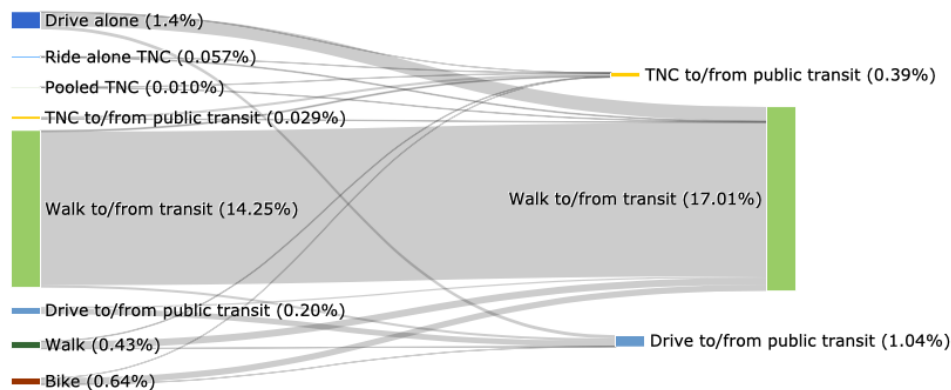 Drive alone (1.4%)
Ride alone TNC (0.057%)
Pooled TNC (0.010%)
TNC to/from public transit (0.029%)
Walk to/from transit (14.25%)
Drive to/from public transit (0.20%)
Walk (0.43%)
Bike (0.64%)
TNC to/from public transit (0.39%)
Walk to/from transit (17.01%)
Drive to/from public transit (1.04%)